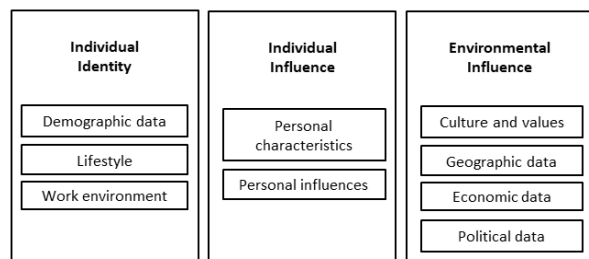 Individual
Identity
Demographic data
Lifestyle
Work environment
Individual
Influence
Personal
characteristics
Personal influences
Environmental
Influence
Culture and values
Geographic data
Economic data
Political data